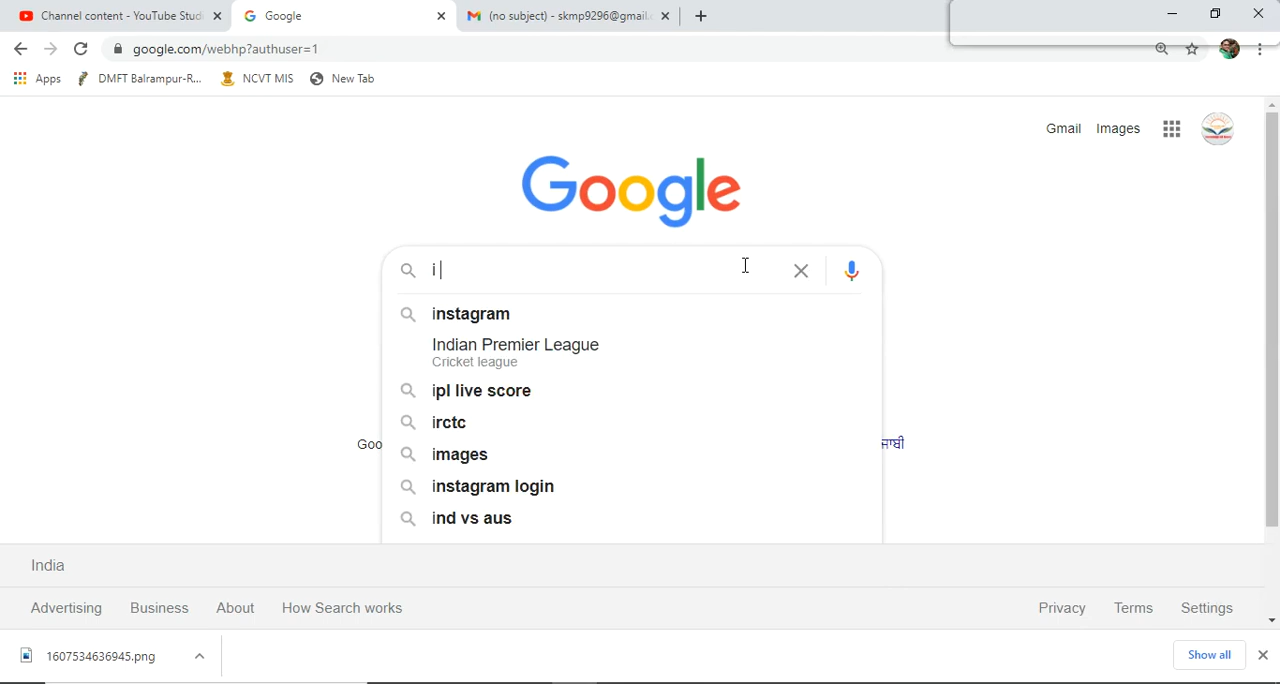 Channel content - YouTube Studi
Google
(no subject) - skmp9296@gmail.c
google.com/webhp?authuser=1
Apps
DMFT Balrampur-R...
NCVT MIS
New Tab
Gmail
Images
Google
i
instagram
Indian Premier League
Cricket league
ipl live score
irctc
images
instagram login
ind vs aus
Goo
ਜਾਬੀ
India
Advertising
Business
About
How Search works
Privacy
Terms
Settings
1607534636945.png
Show all